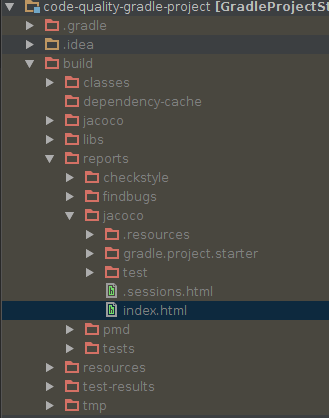 code-quality-gradle-project [GradleProjectSt
.gradle
.idea
build
classes
dependency-cache
jacoco
libs
reports
checkstyle
findbugs
jacoco
.resources
gradle.project.starter
test
.sessions.html
index.html
pmd
tests
resources
test-results
tmp